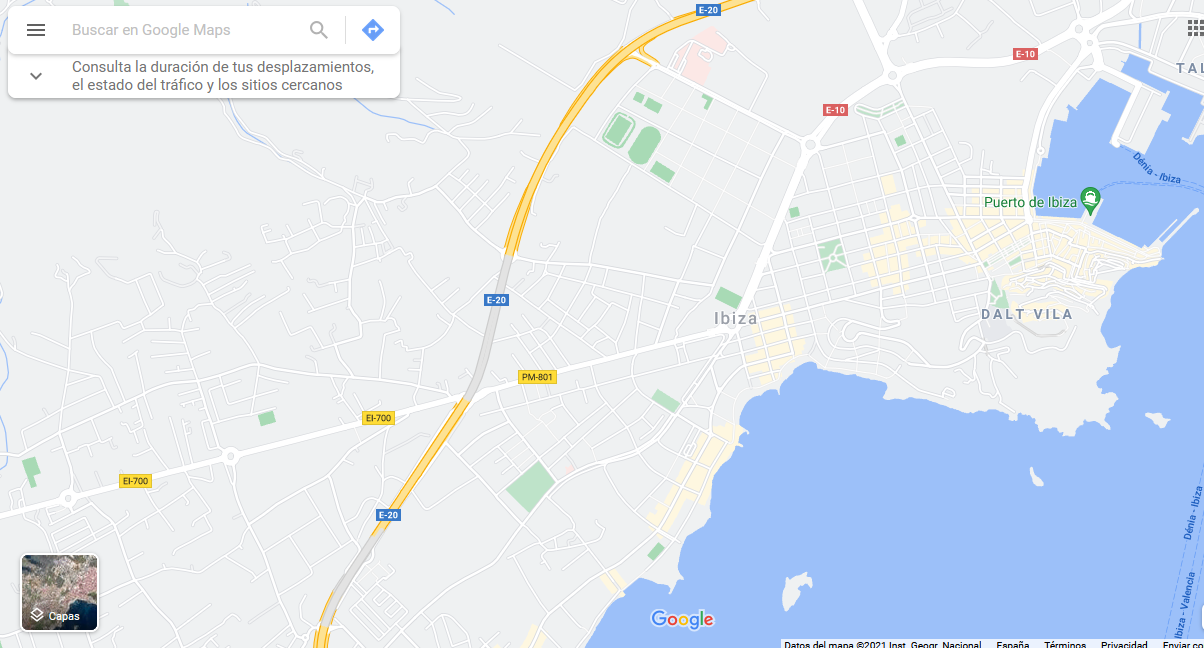 Buscar en Google Maps
Consulta la duración de tus desplazamientos,
el estado del tráfico y los sitios cercanos
E-20
E-10
TAL
E-10
Dénia - Ibiza
Puerto de Ibiza
E-20
Ibiza
DALT VILA
PM-801
EI-700
EI-700
E-20
Dénia - Ibiza
Ibiza - Valencia
Capas
Google
Datos del mapa ©2021 Inst. Geogr. Nacional España Términos Privacidad Enviar co